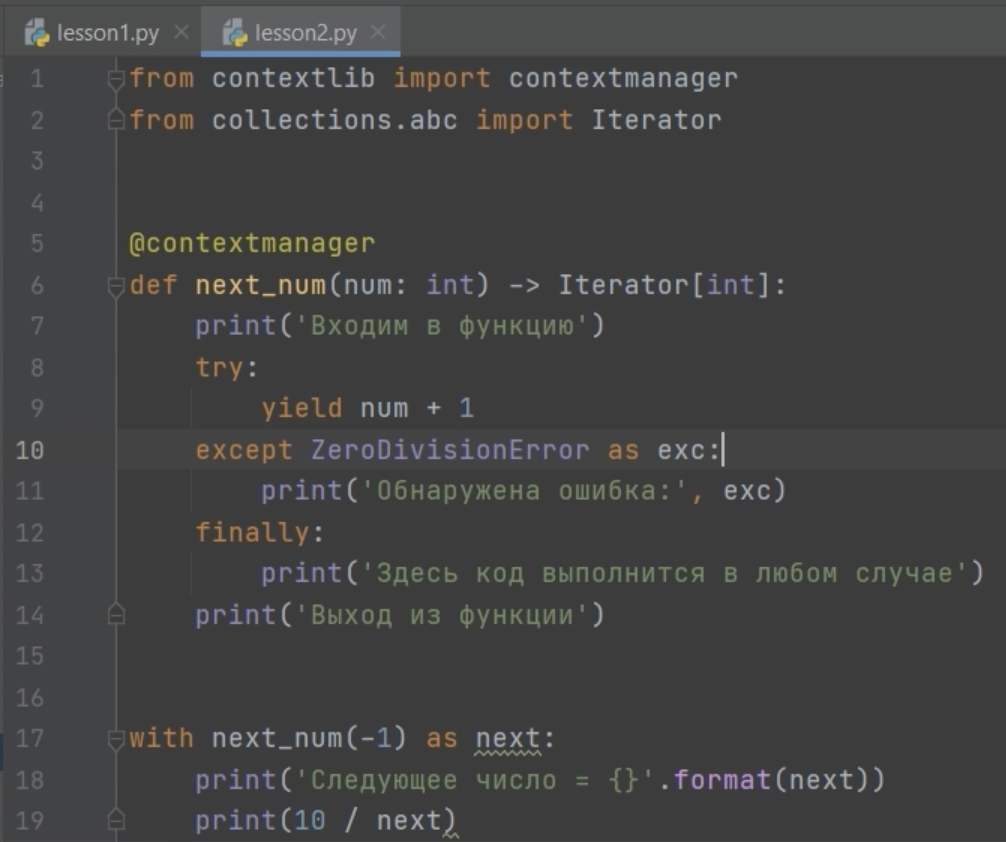 lesson1.py lesson2.py
1 from contextlib import contextmanager
2 from collections.abc import Iterator
3
4
5 @contextmanager
6 def next_num(num: int) -> Iterator[int]:
7     print('Входим в функцию')
8     try:
9         yield num + 1
10     except ZeroDivisionError as exc:
11         print('Обнаружена ошибка:', exc)
12     finally:
13         print('Здесь код выполнится в любом случае')
14     print('Выход из функции')
15
16
17 with next_num(-1) as next:
18     print('Следующее число = {}'.format(next))
19     print(10 / next)